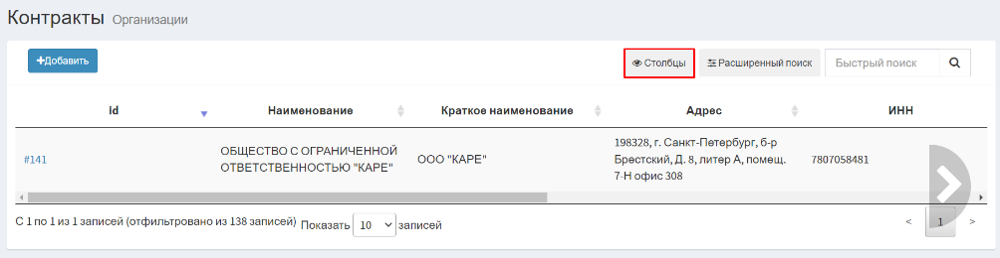 Контракты Организации
+Добавить
Столбцы
Расширенный поиск
Быстрый поиск
id Наименование Краткое наименование Адрес ИНН
#141
ОБЩЕСТВО С ОГРАНИЧЕННОЙ
ОТВЕТСТВЕННОСТЬЮ "КАРЕ"
ООО "КАРЕ"
198328, г. Санкт-Петербург, б-р
Брестский, Д. 8, литер А, помещ.
7-Н офис 308
7807058481
С 1 по 1 из 1 записей (отфильтровано из 138 записей) Показать 10 записей
< 1 >